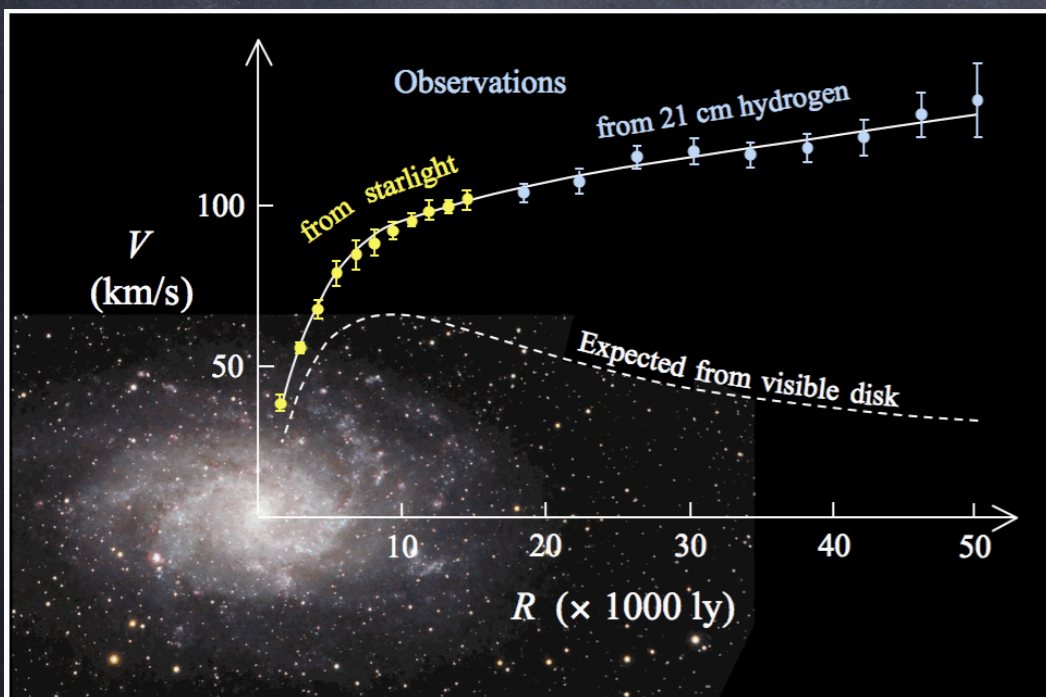 Observations
from 21 cm hydrogen
from starlight
100
V
(km/s)
50
Expected from visible disk
10 20 30 40 50
R (× 1000 ly)